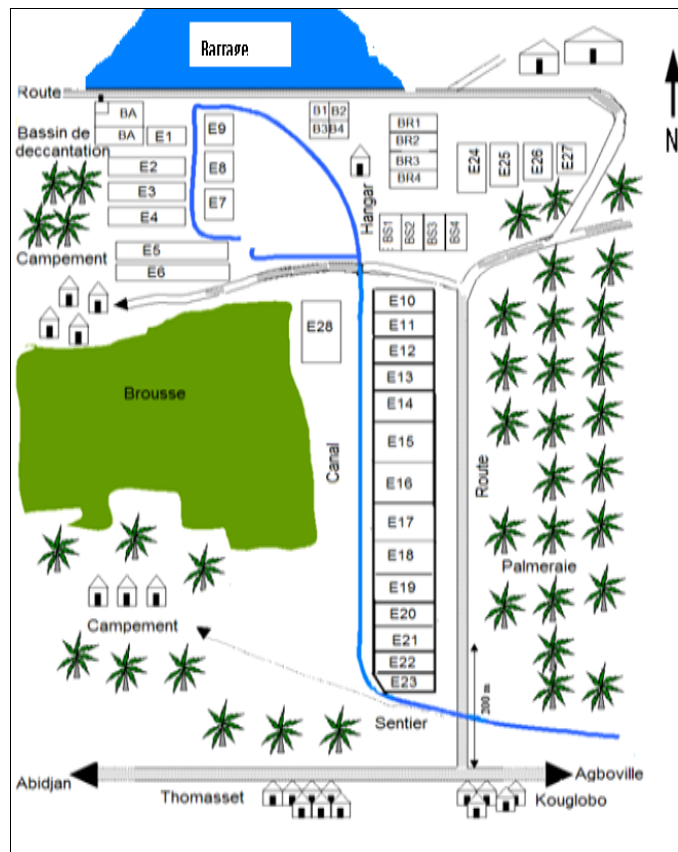 Barrage
Route
N
BA
BA
Bassin de
deccantation
E1
E2
E3
E4
E5
E6
E9
E8
E7
B1 B2
B3 B4
Hangar
BR1
BR2
BR3
BR4
E24
E25
E26
E27
BS1
BS2
BS3
BS4
Campement
E28
Brousse
Canal
E10
E11
E12
E13
E14
E15
E16
E17
E18
E19
E20
E21
E22
E23
Route
Palmeraie
Campement
200 m
Sentier
Abidjan
Agboville
Thomasset
Kouglobo